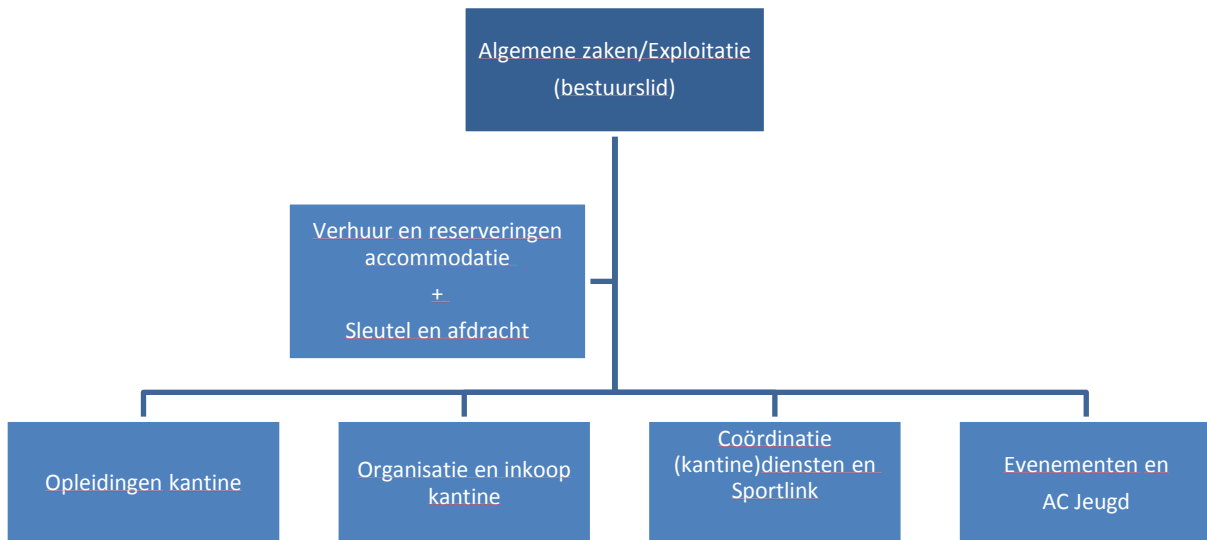 Algemene zaken/Exploitatie
(bestuurslid)
Verhuur en reserveringen
accommodatie
+
Sleutel en afdracht
Opleidingen kantine
Organisatie en inkoop
kantine
Coördinatie
(kantine)diensten en
Sportlink
Evenementen en
AC Jeugd